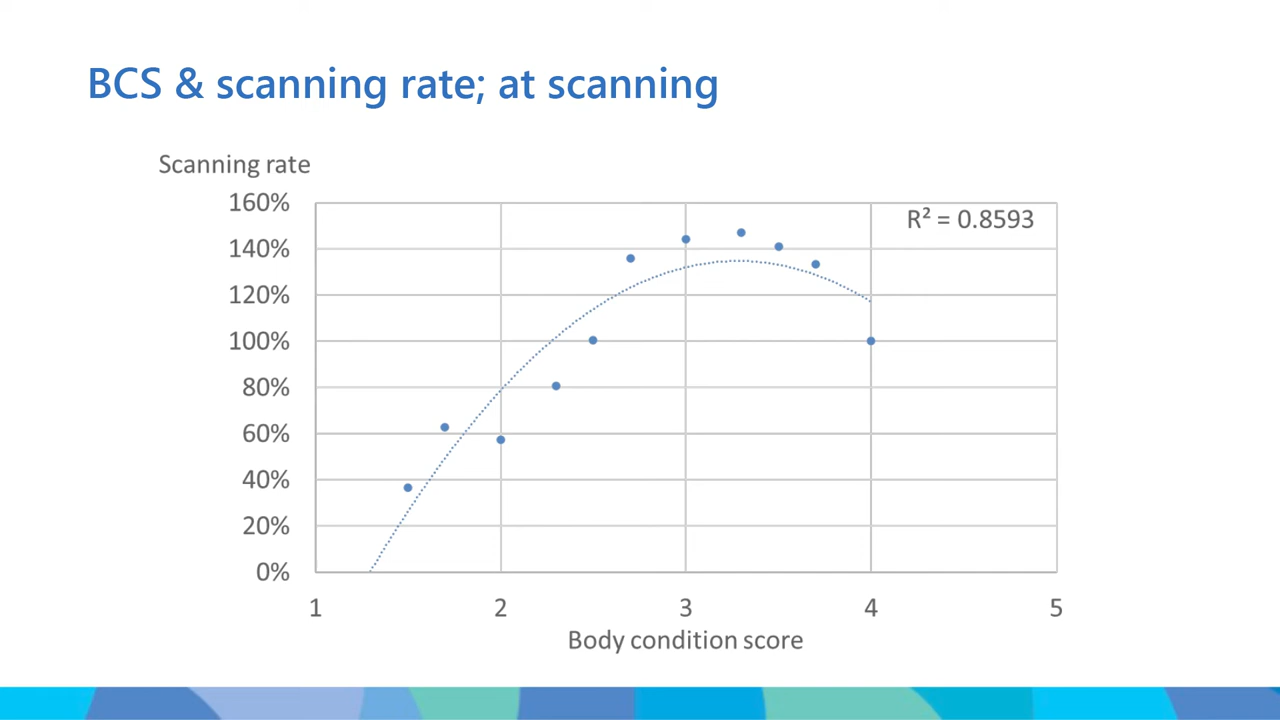 BCS & scanning rate; at scanning
Scanning rate
160%
R² = 0.8593
140%
120%
100%
80%
60%
40%
20%
0%
1 2 3 4 5
Body condition score